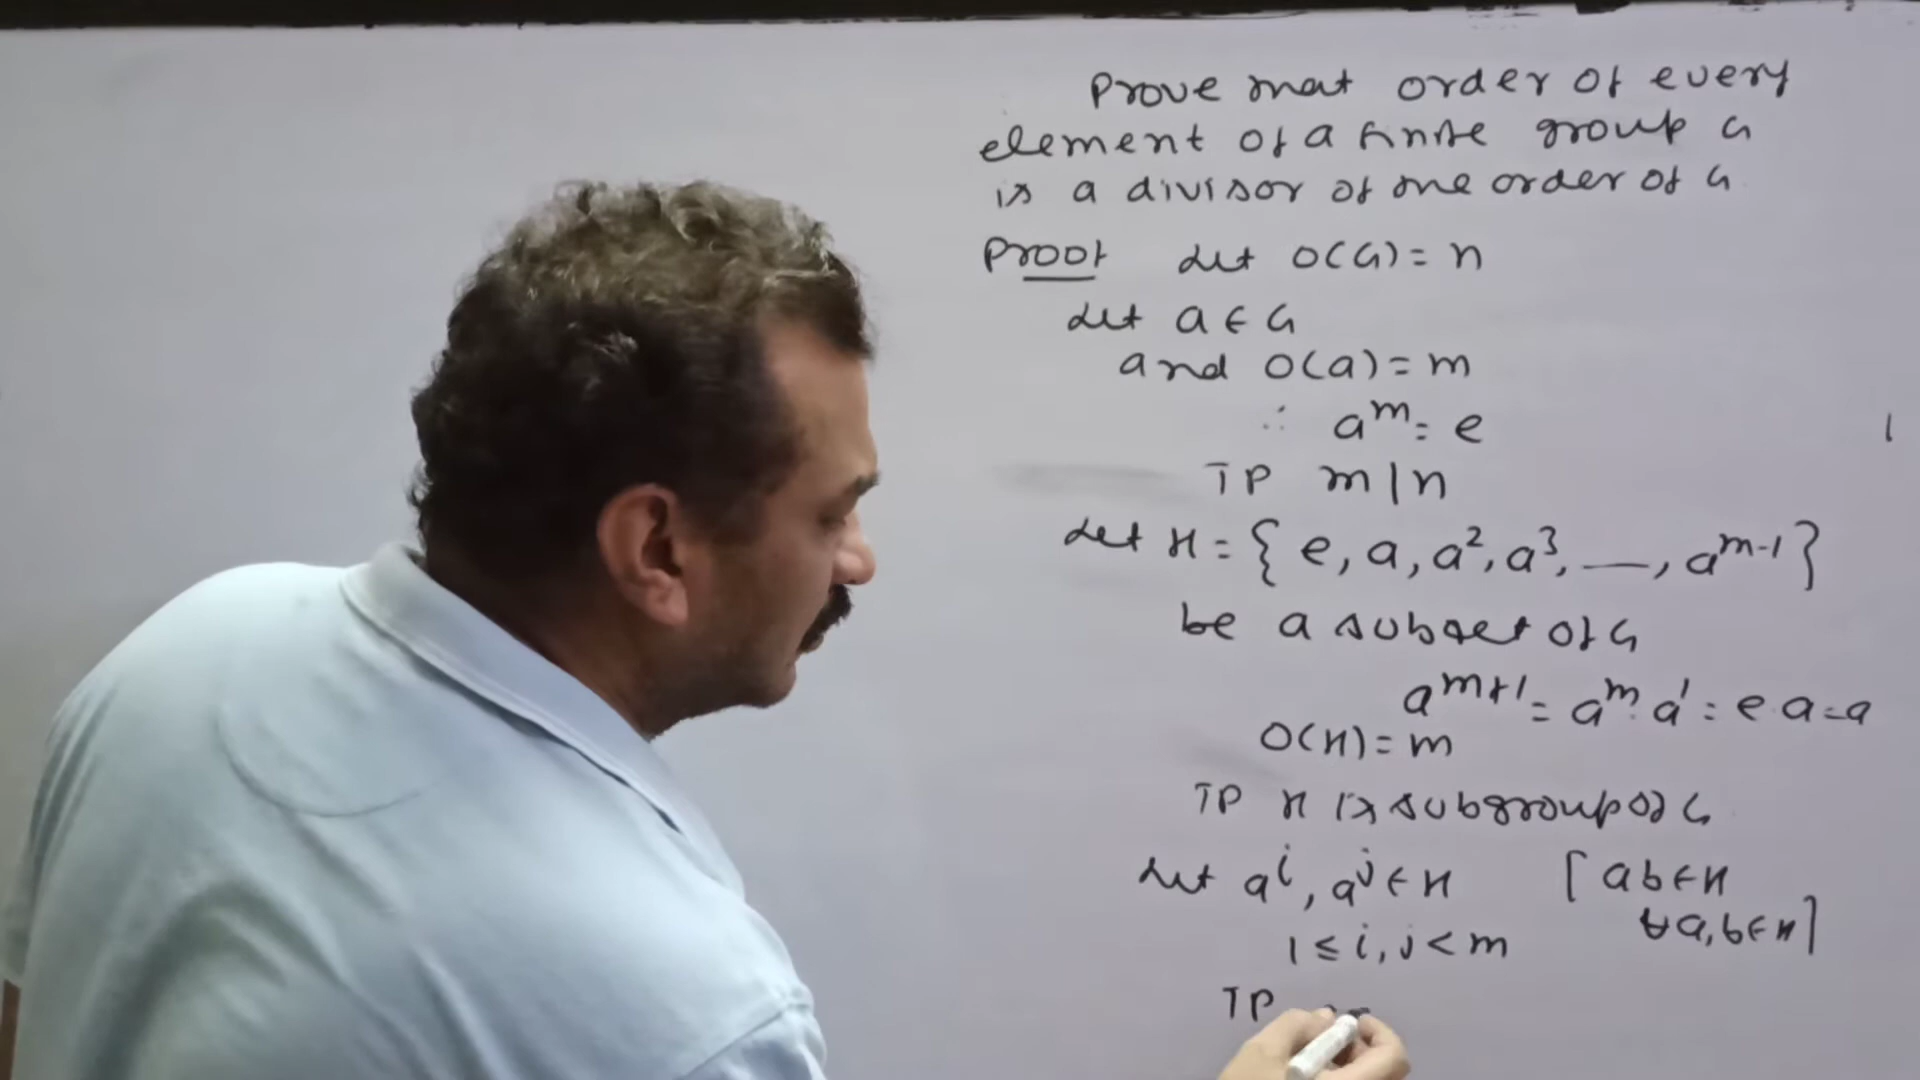 Prove that order of every
element of a finite group G
is a divisor of the order of G
Proof Let O(G) = n
Let a ∈ G
and O(a) = m
∴ a^m = e
TP m | n
Let H = { e, a, a², a³, —, a^{m-1} }
be a subset of G
a^{m+1} = a^m · a^1 = e · a = a
O(H) = m
TP H is subgroup of G
Let a^i, a^j ∈ H [ ab ∈ H
1 ≤ i, j < m ∀ a, b ∈ H ]
TP